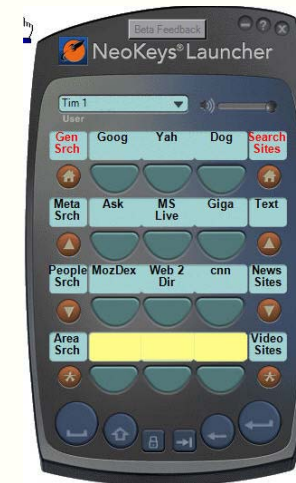 Beta Feedback
NeoKeys® Launcher
Tim 1
User
Gen Srch Goog Yah Dog Search Sites
Meta Srch Ask MS Live Giga Text
People Srch MozDex Web 2 Dir cnn News Sites
Area Srch Video Sites